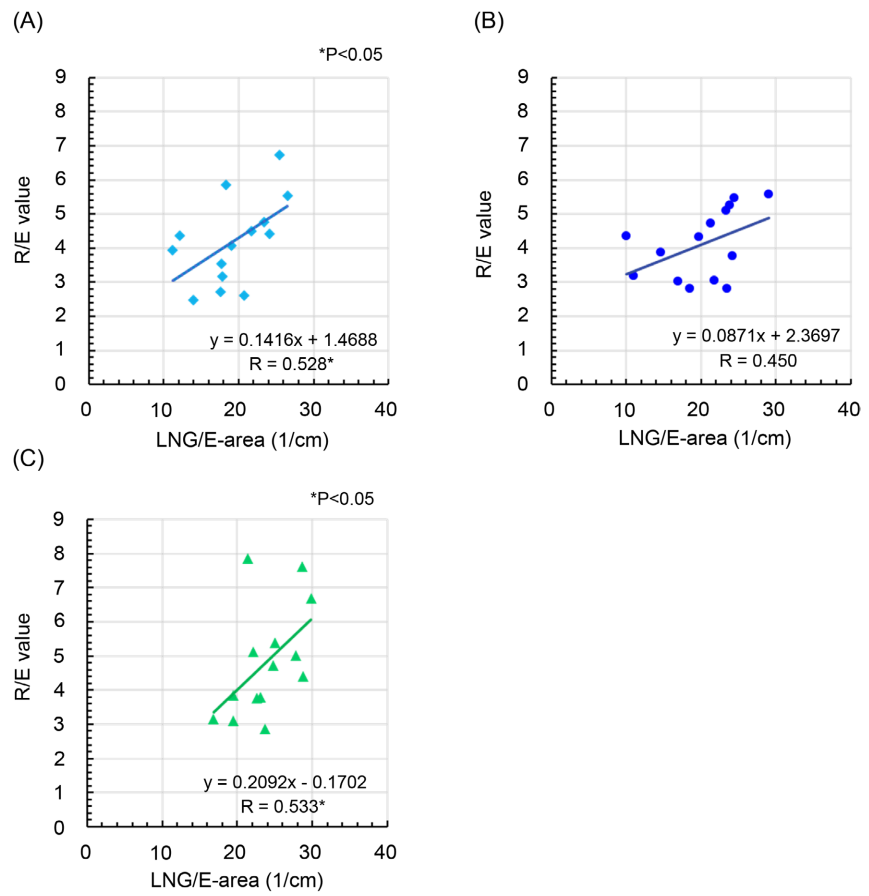 (A)
*P<0.05
9
8
7
6
5
4
3
2
1
0
R/E value
y = 0.1416x + 1.4688
R = 0.528*
0 10 20 30 40
LNG/E-area (1/cm)
(B)
9
8
7
6
5
4
3
2
1
0
R/E value
y = 0.0871x + 2.3697
R = 0.450
0 10 20 30 40
LNG/E-area (1/cm)
(C)
*P<0.05
9
8
7
6
5
4
3
2
1
0
R/E value
y = 0.2092x - 0.1702
R = 0.533*
0 10 20 30 40
LNG/E-area (1/cm)